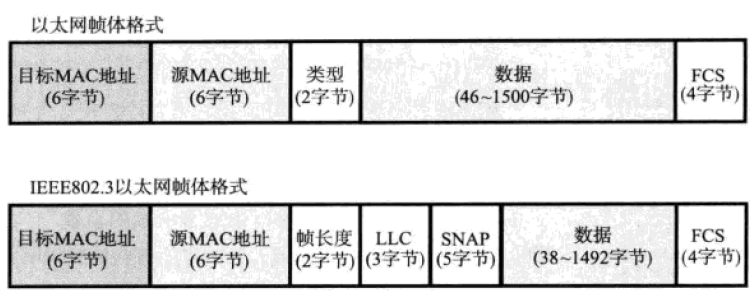 以太网帧体格式
目标MAC地址 源MAC地址 类型 数据 FCS
(6字节) (6字节) (2字节) (46~1500字节) (4字节)
IEEE802.3以太网帧体格式
目标MAC地址 源MAC地址 帧长度 LLC SNAP 数据 FCS
(6字节) (6字节) (2字节) (3字节) (5字节) (38~1492字节) (4字节)